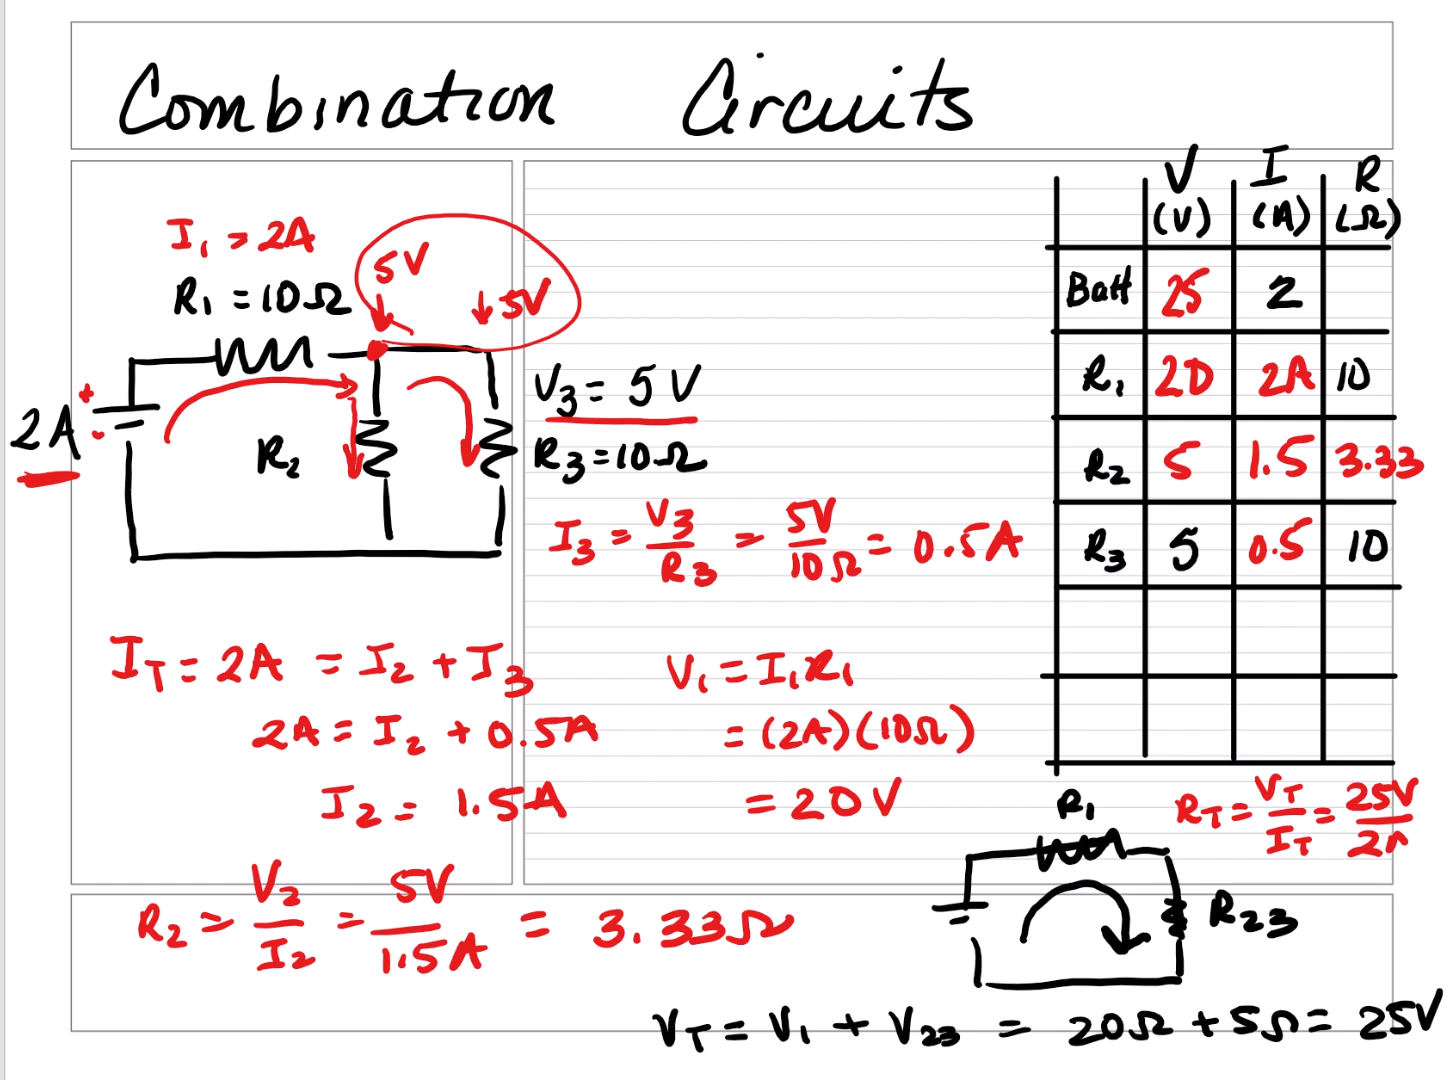 Combination Circuits
I₁ = 2A
R₁ = 10Ω
5V
5V
2A
+
-
R₂
V₃ = 5V
R₃ = 10Ω
I₃ = V₃/R₃ = 5V/10Ω = 0.5A
I_T = 2A = I₂ + I₃
2A = I₂ + 0.5A
I₂ = 1.5A
R₂ = V₂/I₂ = 5V/1.5A = 3.33Ω
V₁ = I₁R₁
= (2A)(10Ω)
= 20V
V I R
(V) (A) (Ω)
Batt 25 2
R₁ 20 2A 10
R₂ 5 1.5 3.33
R₃ 5 0.5 10
R_T = V_T/I_T = 25V/2A
R₁
R₂₃
V_T = V₁ + V₂₃ = 20Ω + 5Ω = 25V